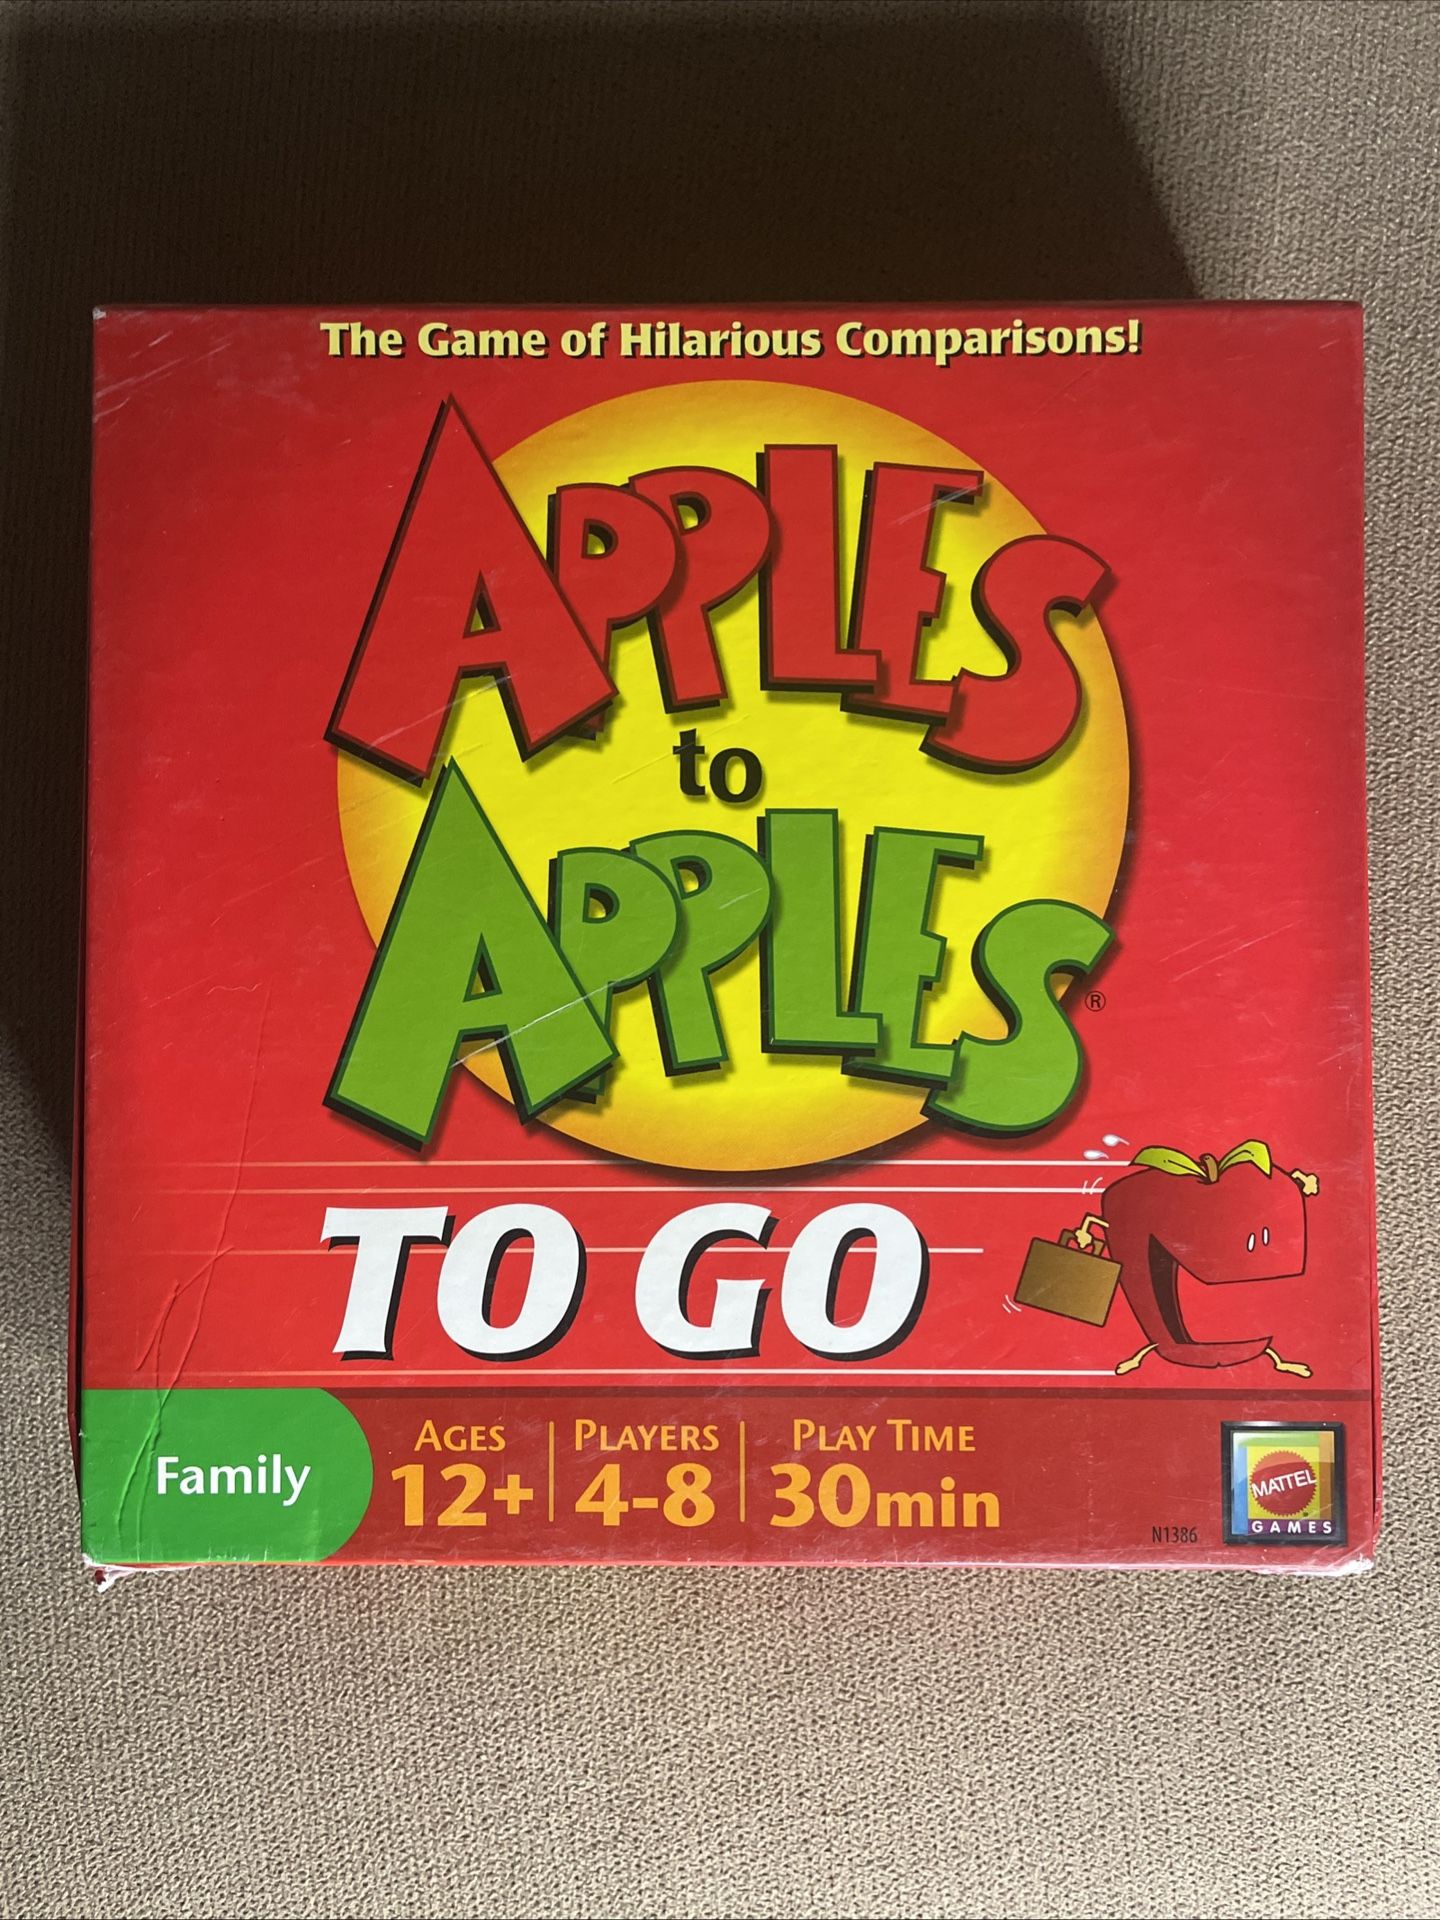 The Game of Hilarious Comparisons!
APPLES
to
APPLES®
TO GO
Family
AGES
12+
PLAYERS
4-8
PLAY TIME
30min
N1386
MATTEL
GAMES